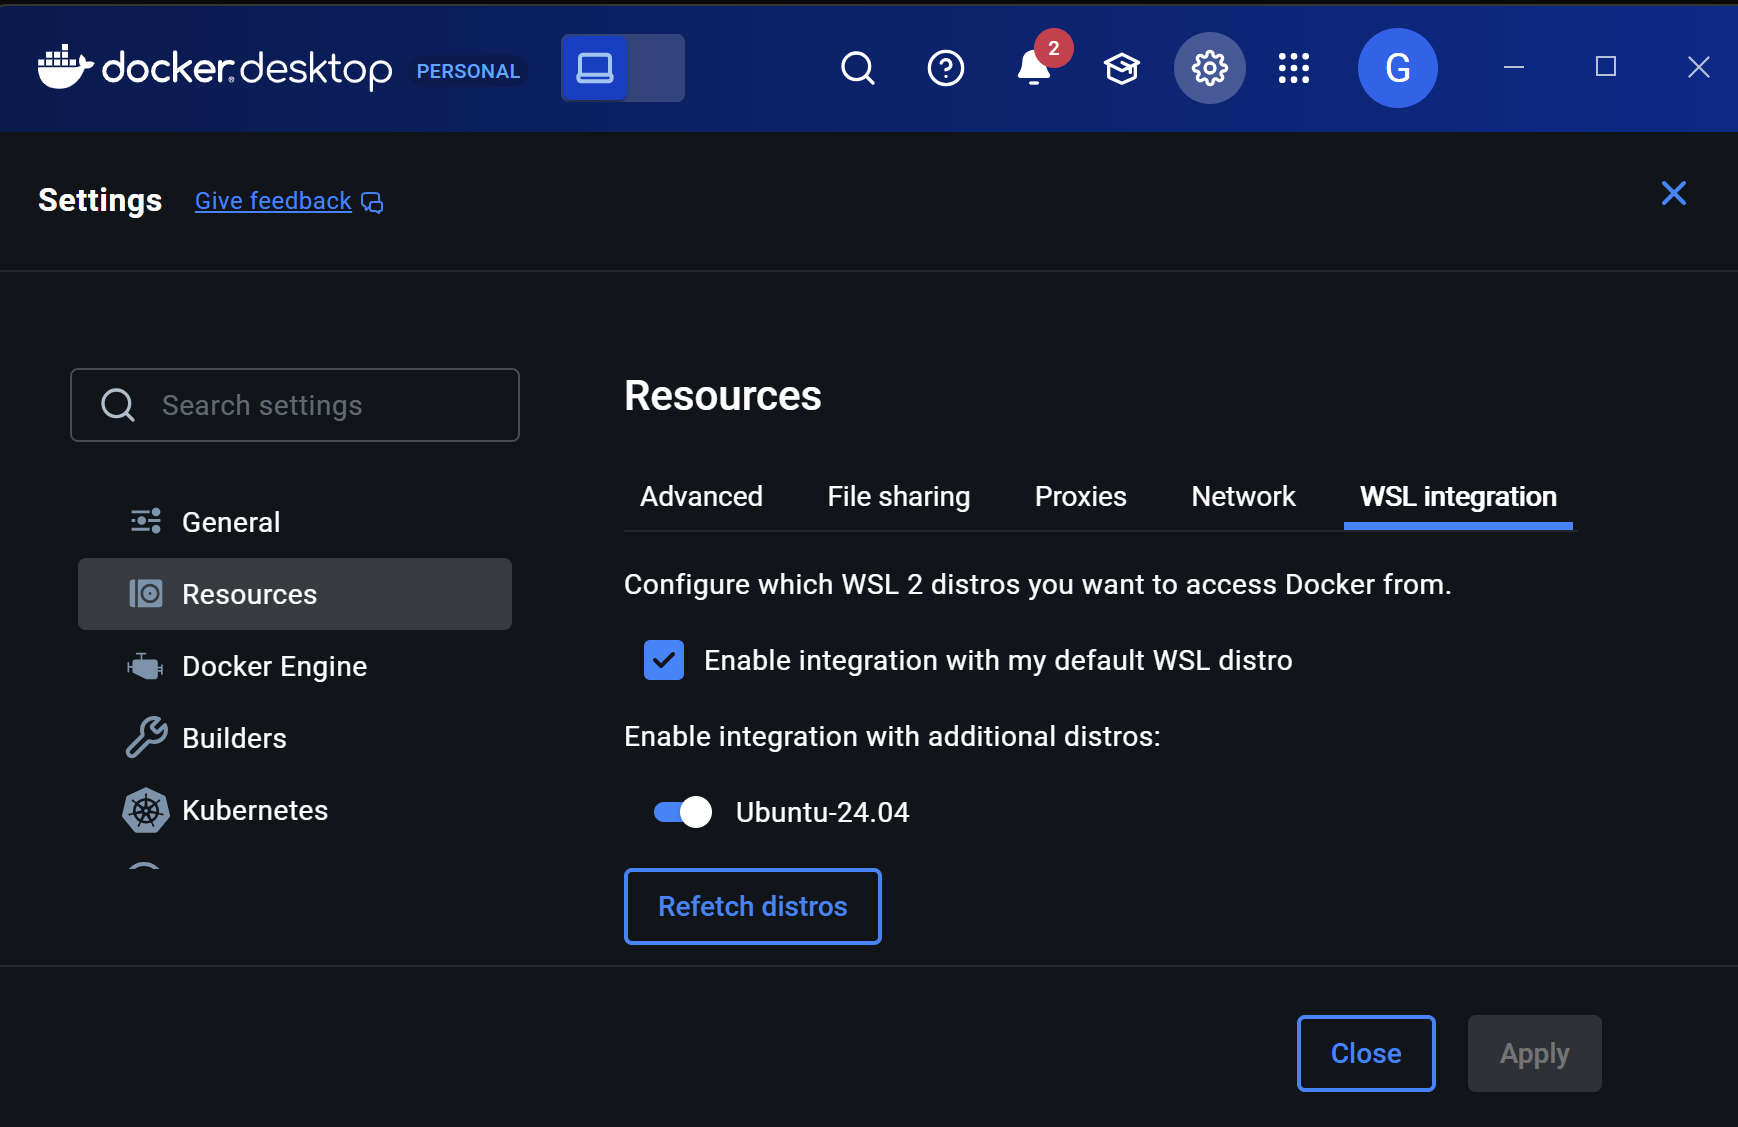 docker desktop PERSONAL
2
G
Settings Give feedback
Search settings
General
Resources
Docker Engine
Builders
Kubernetes
Resources
Advanced File sharing Proxies Network WSL integration
Configure which WSL 2 distros you want to access Docker from.
Enable integration with my default WSL distro
Enable integration with additional distros:
Ubuntu-24.04
Refetch distros
Close Apply